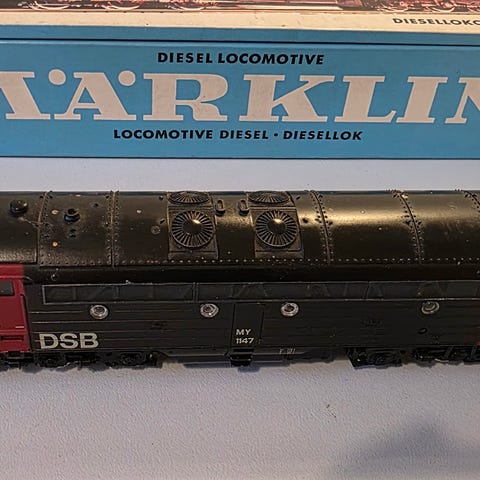 DIESELLOKO
DIESEL LOCOMOTIVE
MÄRKLIN
LOCOMOTIVE DIESEL · DIESELLOK
DSB
MY
1147